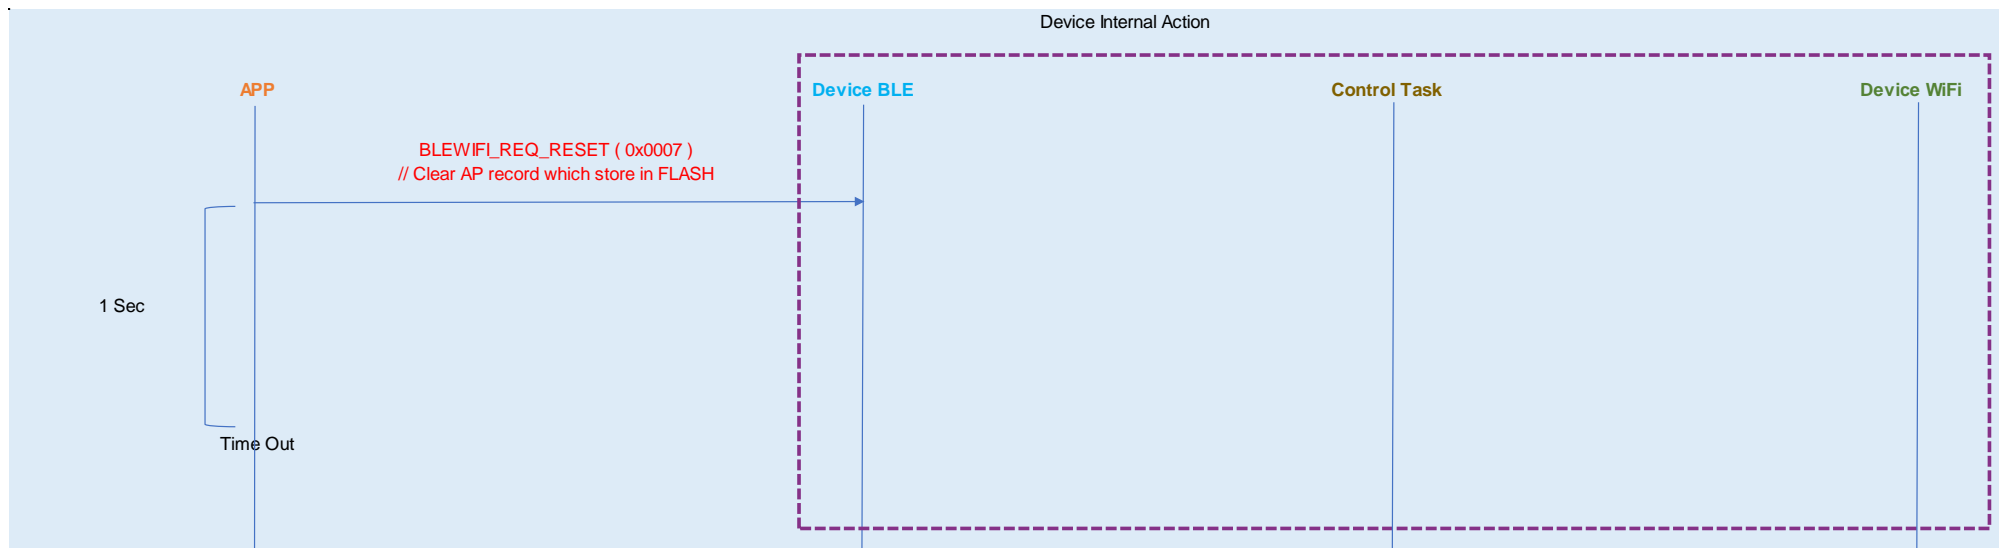 Device Internal Action
APP
Device BLE
Control Task
Device WiFi
BLEWIFI_REQ_RESET ( 0x0007 )
// Clear AP record which store in FLASH
1 Sec
Time Out